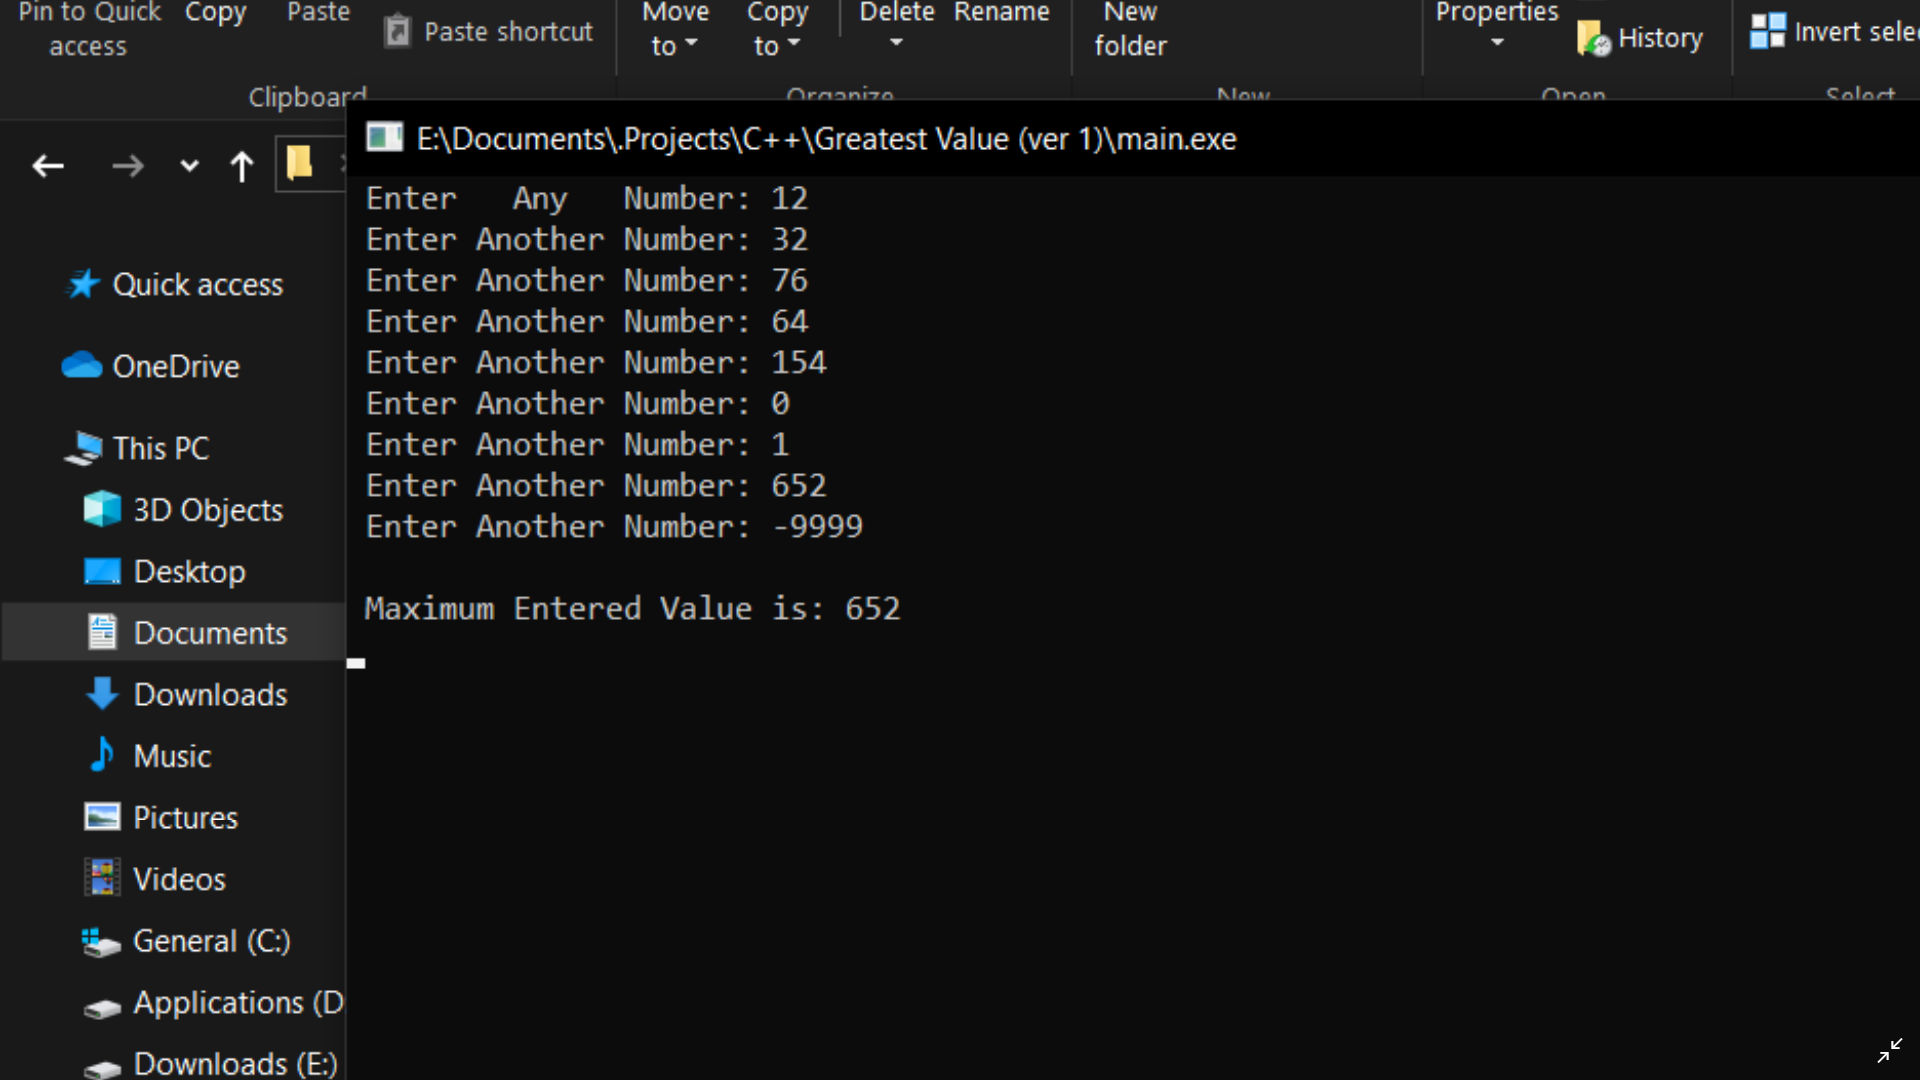 Pin to Quick access
Copy
Paste
Paste shortcut
Move to
Copy to
Delete
Rename
New folder
Properties
History
Invert sele
Clipboard
Organize
New
Open
Select
E:\Documents\.Projects\C++\Greatest Value (ver 1)\main.exe
Enter   Any   Number: 12
Enter Another Number: 32
Enter Another Number: 76
Enter Another Number: 64
Enter Another Number: 154
Enter Another Number: 0
Enter Another Number: 1
Enter Another Number: 652
Enter Another Number: -9999
Maximum Entered Value is: 652
Quick access
OneDrive
This PC
3D Objects
Desktop
Documents
Downloads
Music
Pictures
Videos
General (C:)
Applications (D
Downloads (E:)